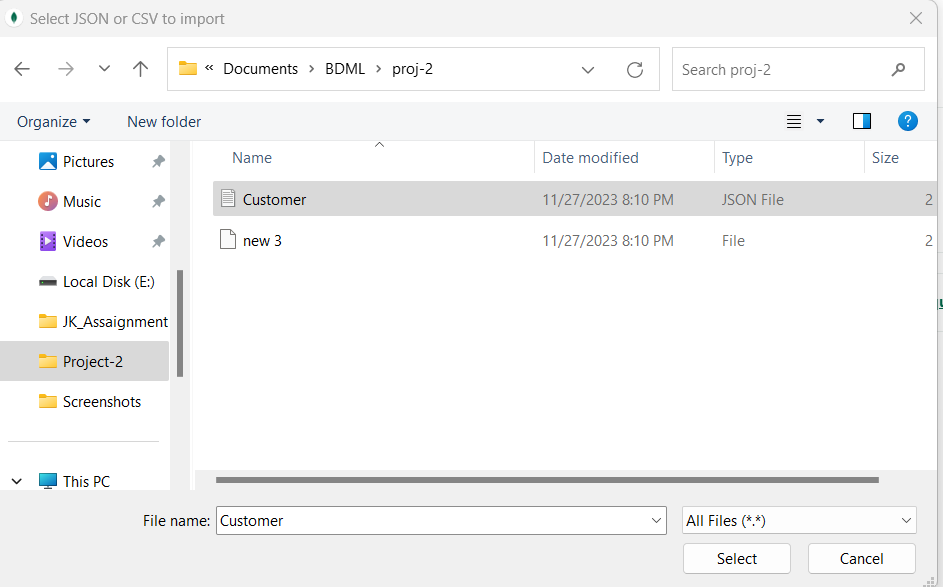 Select JSON or CSV to import
« Documents > BDML > proj-2
Search proj-2
Organize
New folder
Name
Date modified
Type
Size
Pictures
Music
Videos
Local Disk (E:)
JK_Assaignment
Project-2
Screenshots
This PC
Customer 11/27/2023 8:10 PM JSON File 2
new 3 11/27/2023 8:10 PM File 2
File name: Customer
All Files (*.*)
Select
Cancel